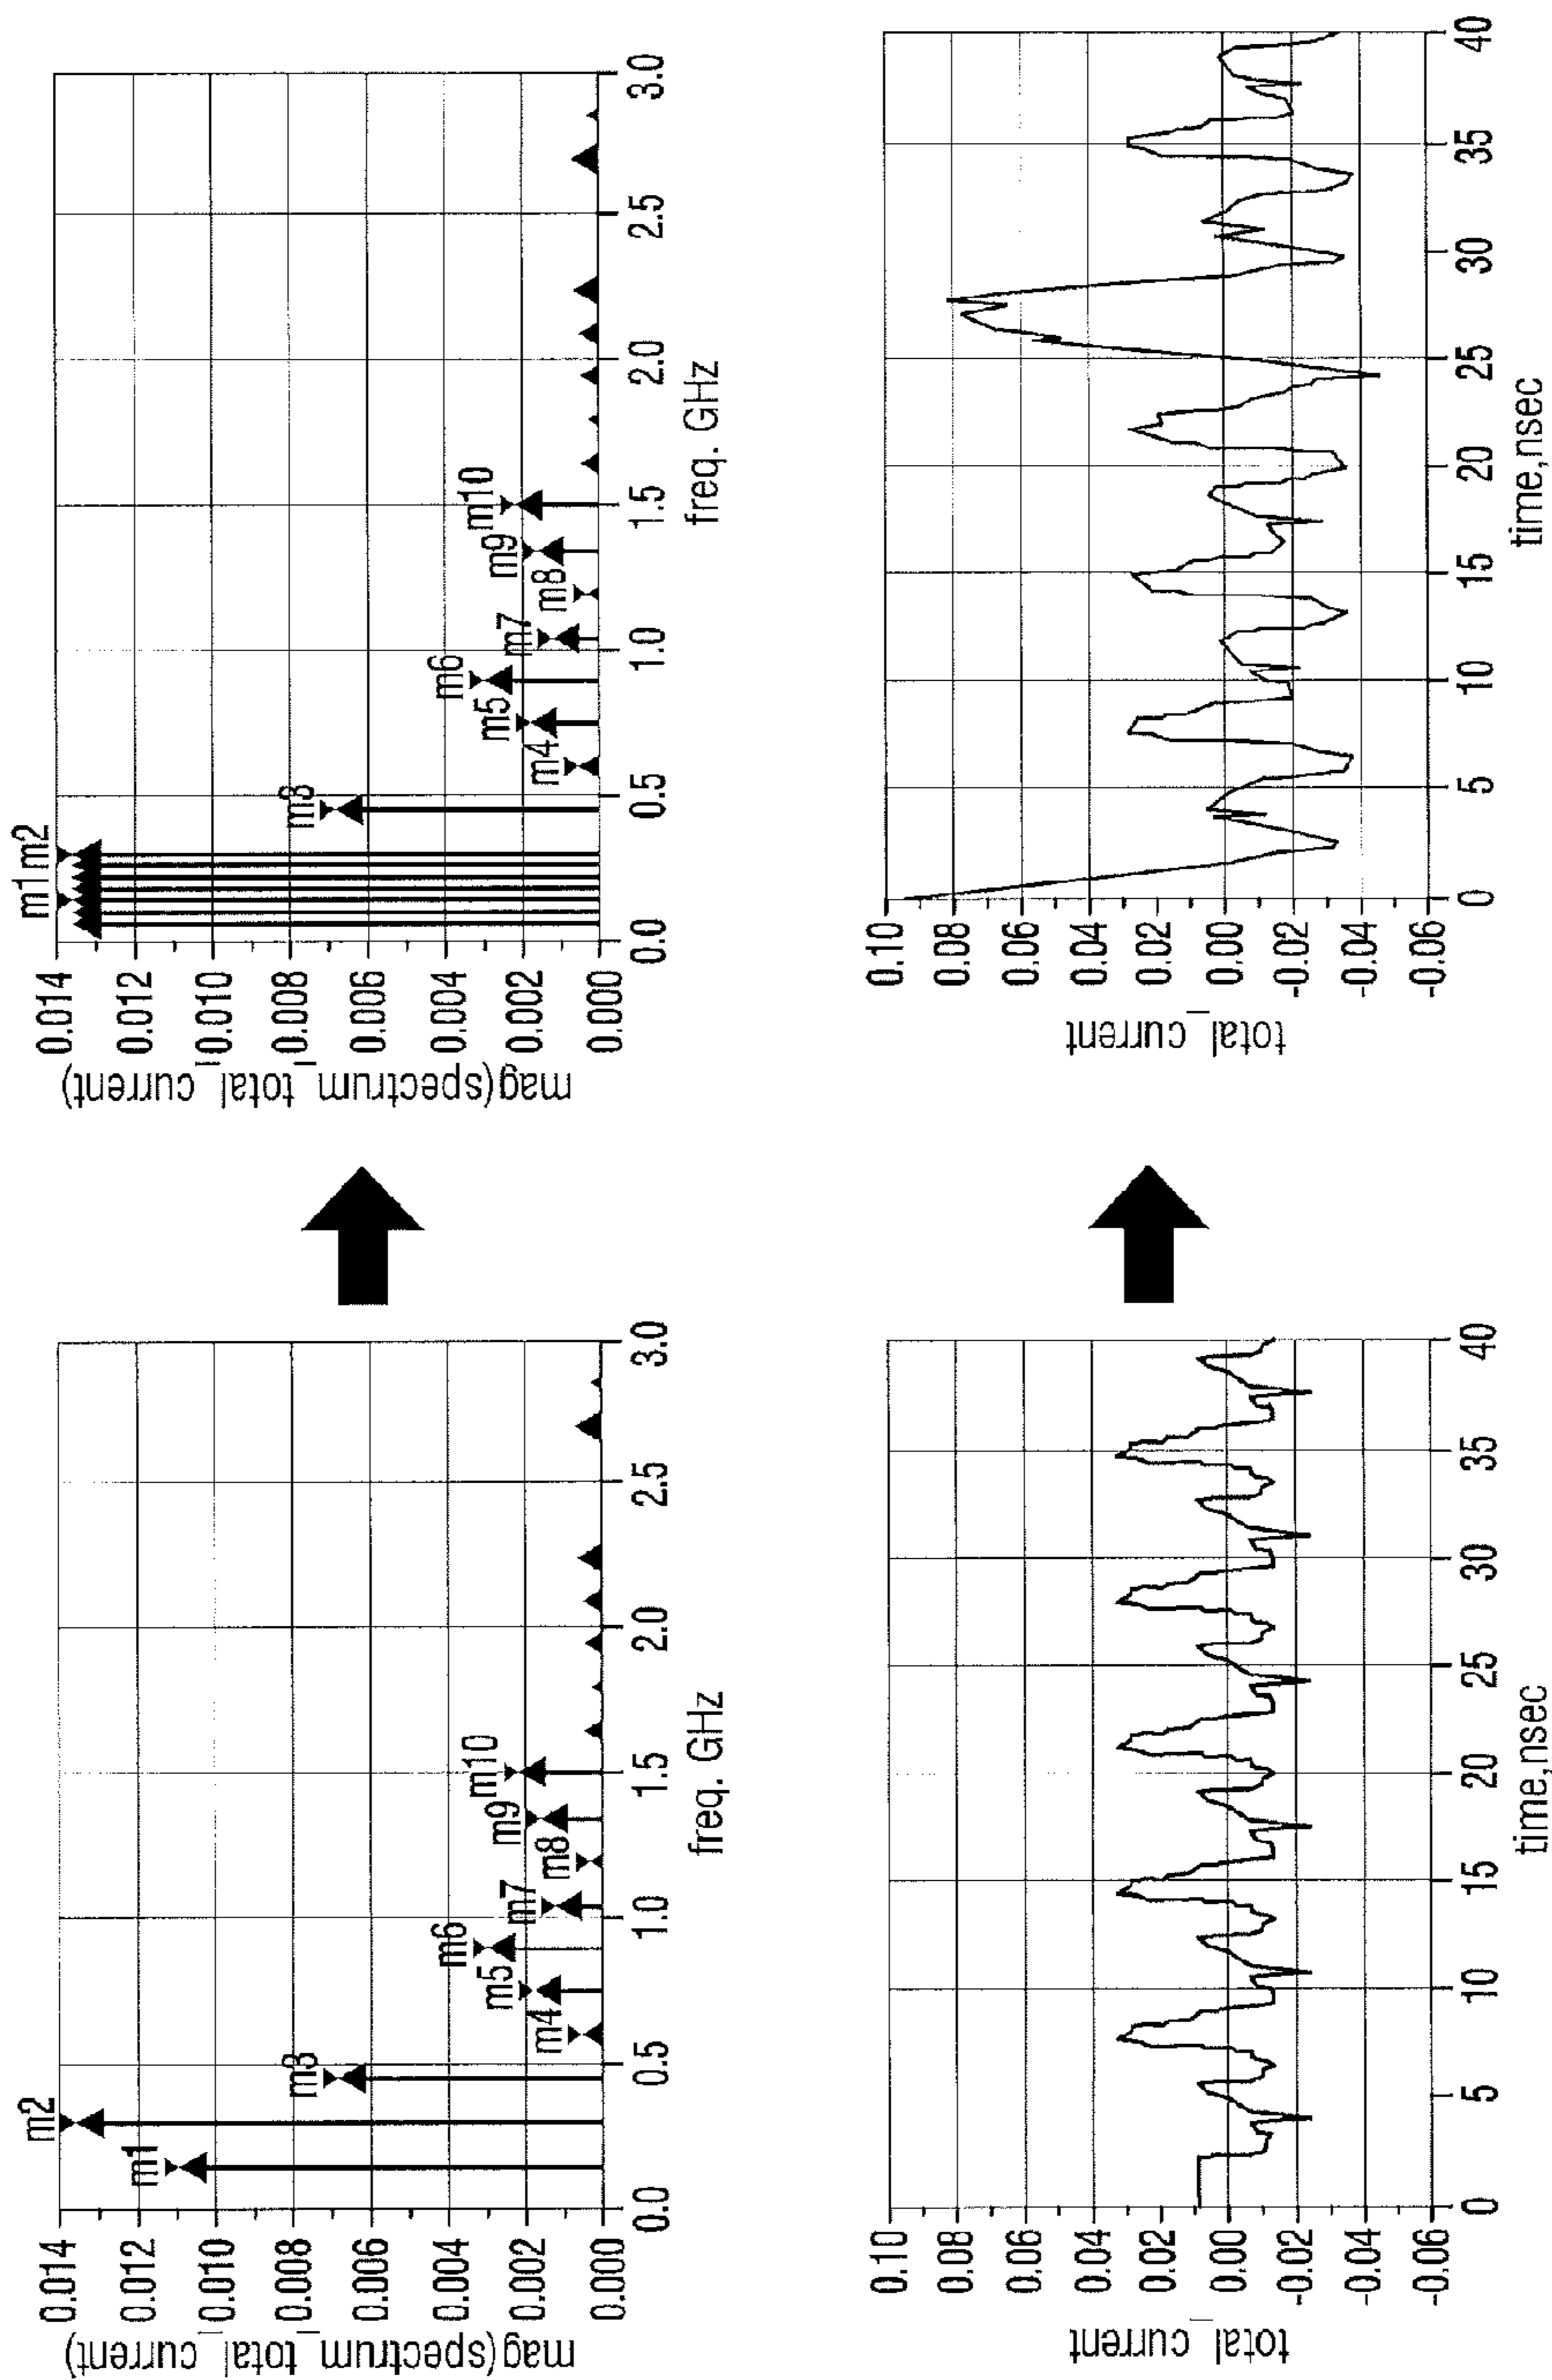 mag(spectrum_total_current)
0.014
0.012
0.010
0.008
0.006
0.004
0.002
0.000
m1
m2
m3
m4
m5
m6
m7
m8
m9
m10
0.0
0.5
1.0
1.5
2.0
2.5
3.0
freq. GHz
mag(spectrum_total_current)
0.014
0.012
0.010
0.008
0.006
0.004
0.002
0.000
m1 m2
m3
m4
m5
m6
m7
m8
m9
m10
0.0
0.5
1.0
1.5
2.0
2.5
3.0
freq. GHz
total_current
0.10
0.08
0.06
0.04
0.02
0.00
-0.02
-0.04
-0.06
0
5
10
15
20
25
30
35
40
time,nsec
total_current
0.10
0.08
0.06
0.04
0.02
0.00
-0.02
-0.04
-0.06
0
5
10
15
20
25
30
35
40
time,nsec